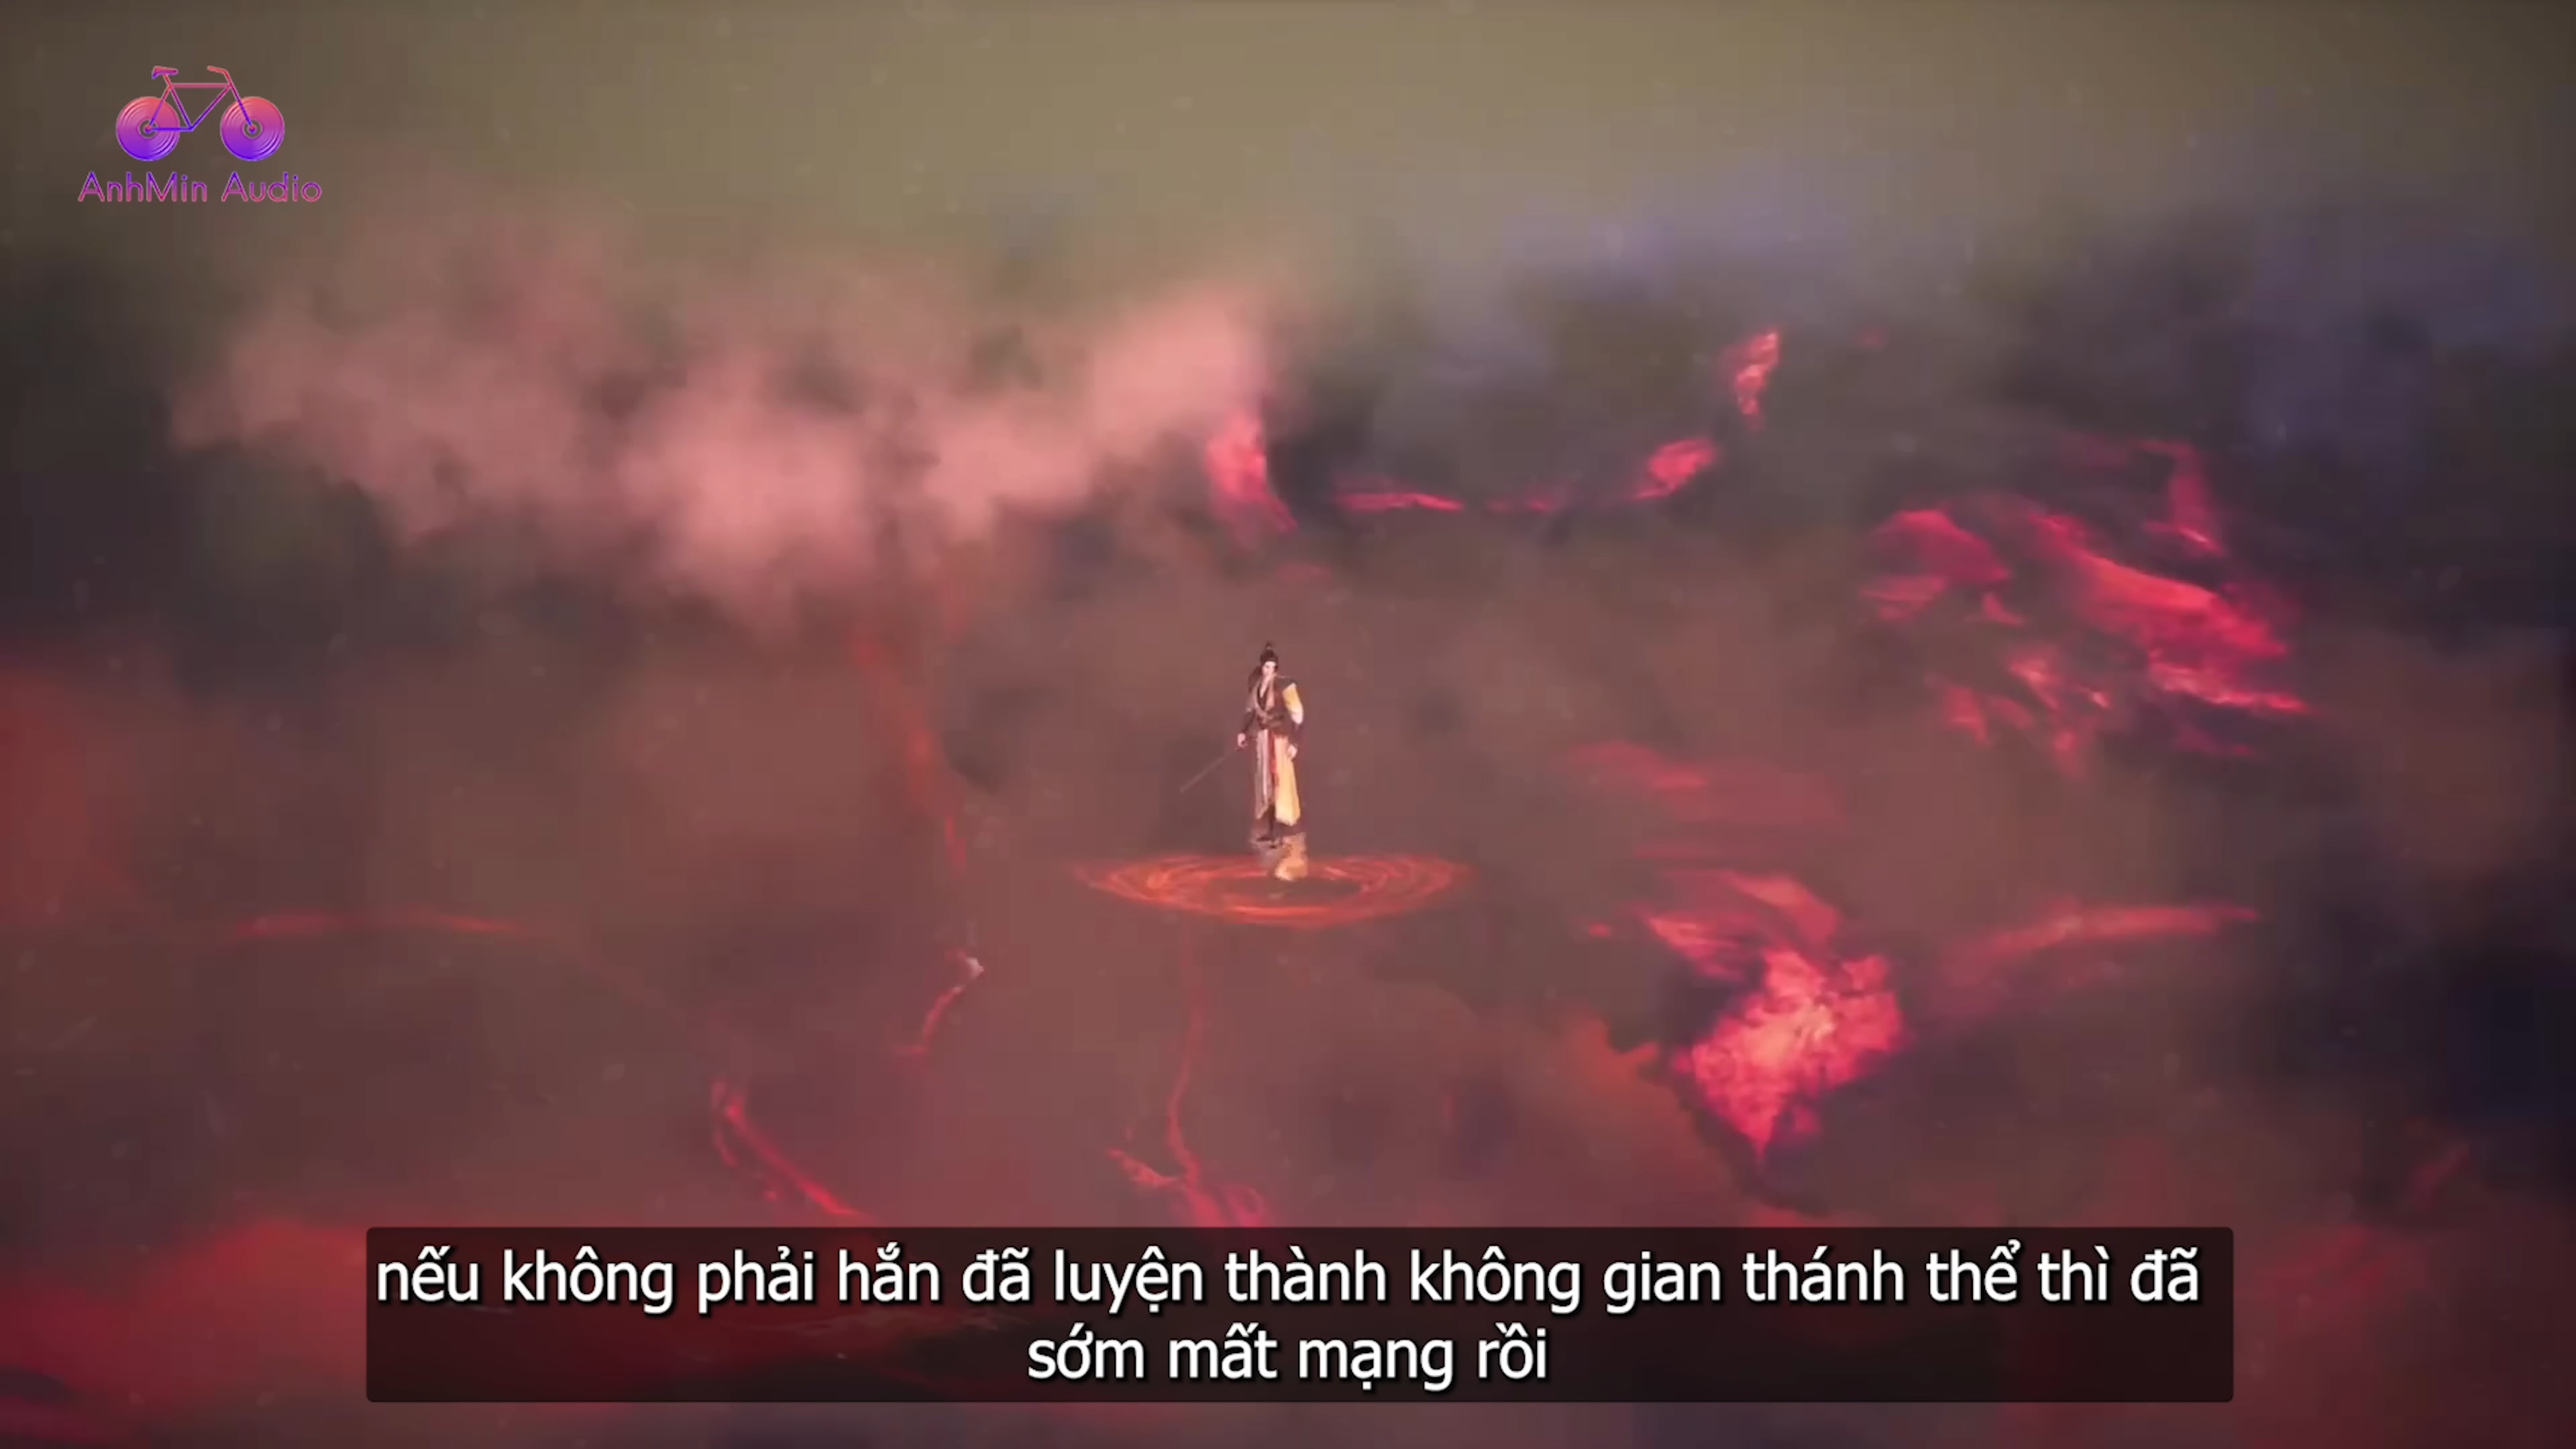 AnhMin Audio
nếu không phải hắn đã luyện thành không gian thánh thể thì đã
sớm mất mạng rồi